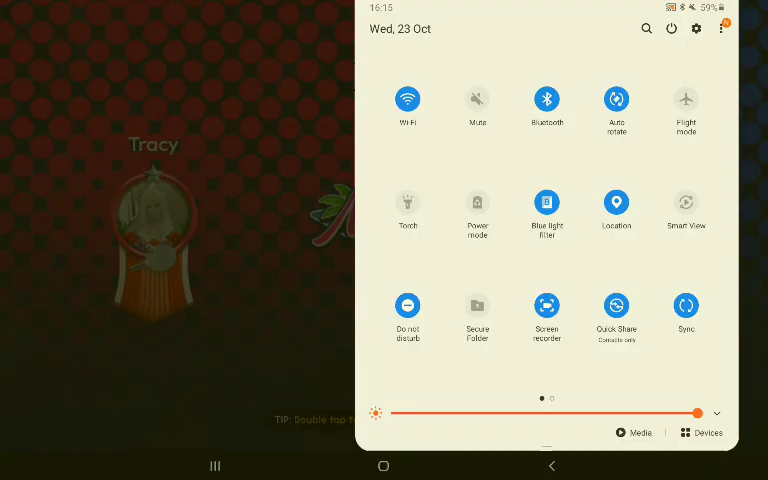 16:15
59%
Wed, 23 Oct
N
Wi-Fi
Mute
Bluetooth
Auto
rotate
Flight
mode
Torch
Power
mode
Blue light
filter
Location
Smart View
Do not
disturb
Secure
Folder
Screen
recorder
Quick Share
Contacts only
Sync
Media
Devices
Tracy
TIP: Double tap